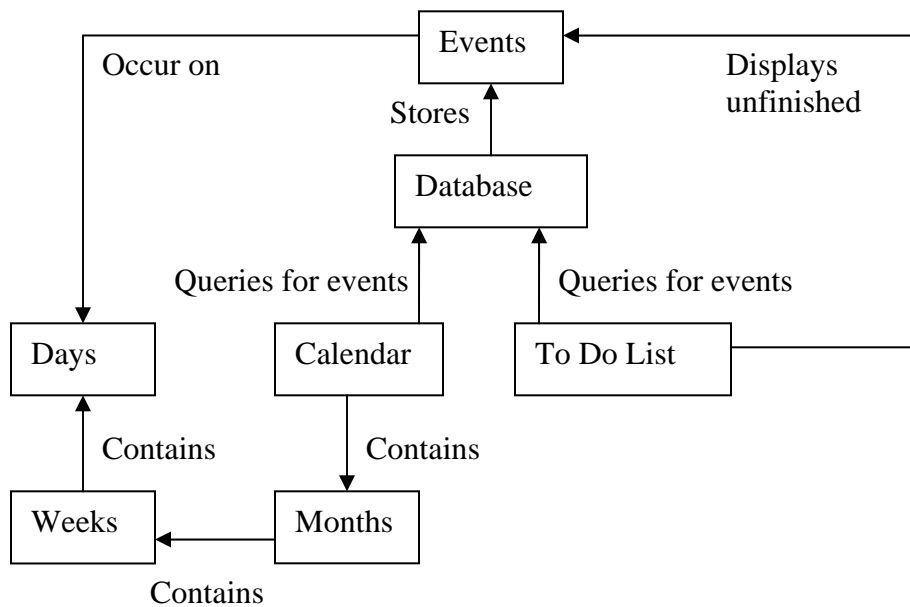 Events
Occur on
Displays
unfinished
Stores
Database
Queries for events
Queries for events
Days
Calendar
To Do List
Contains
Contains
Weeks
Months
Contains